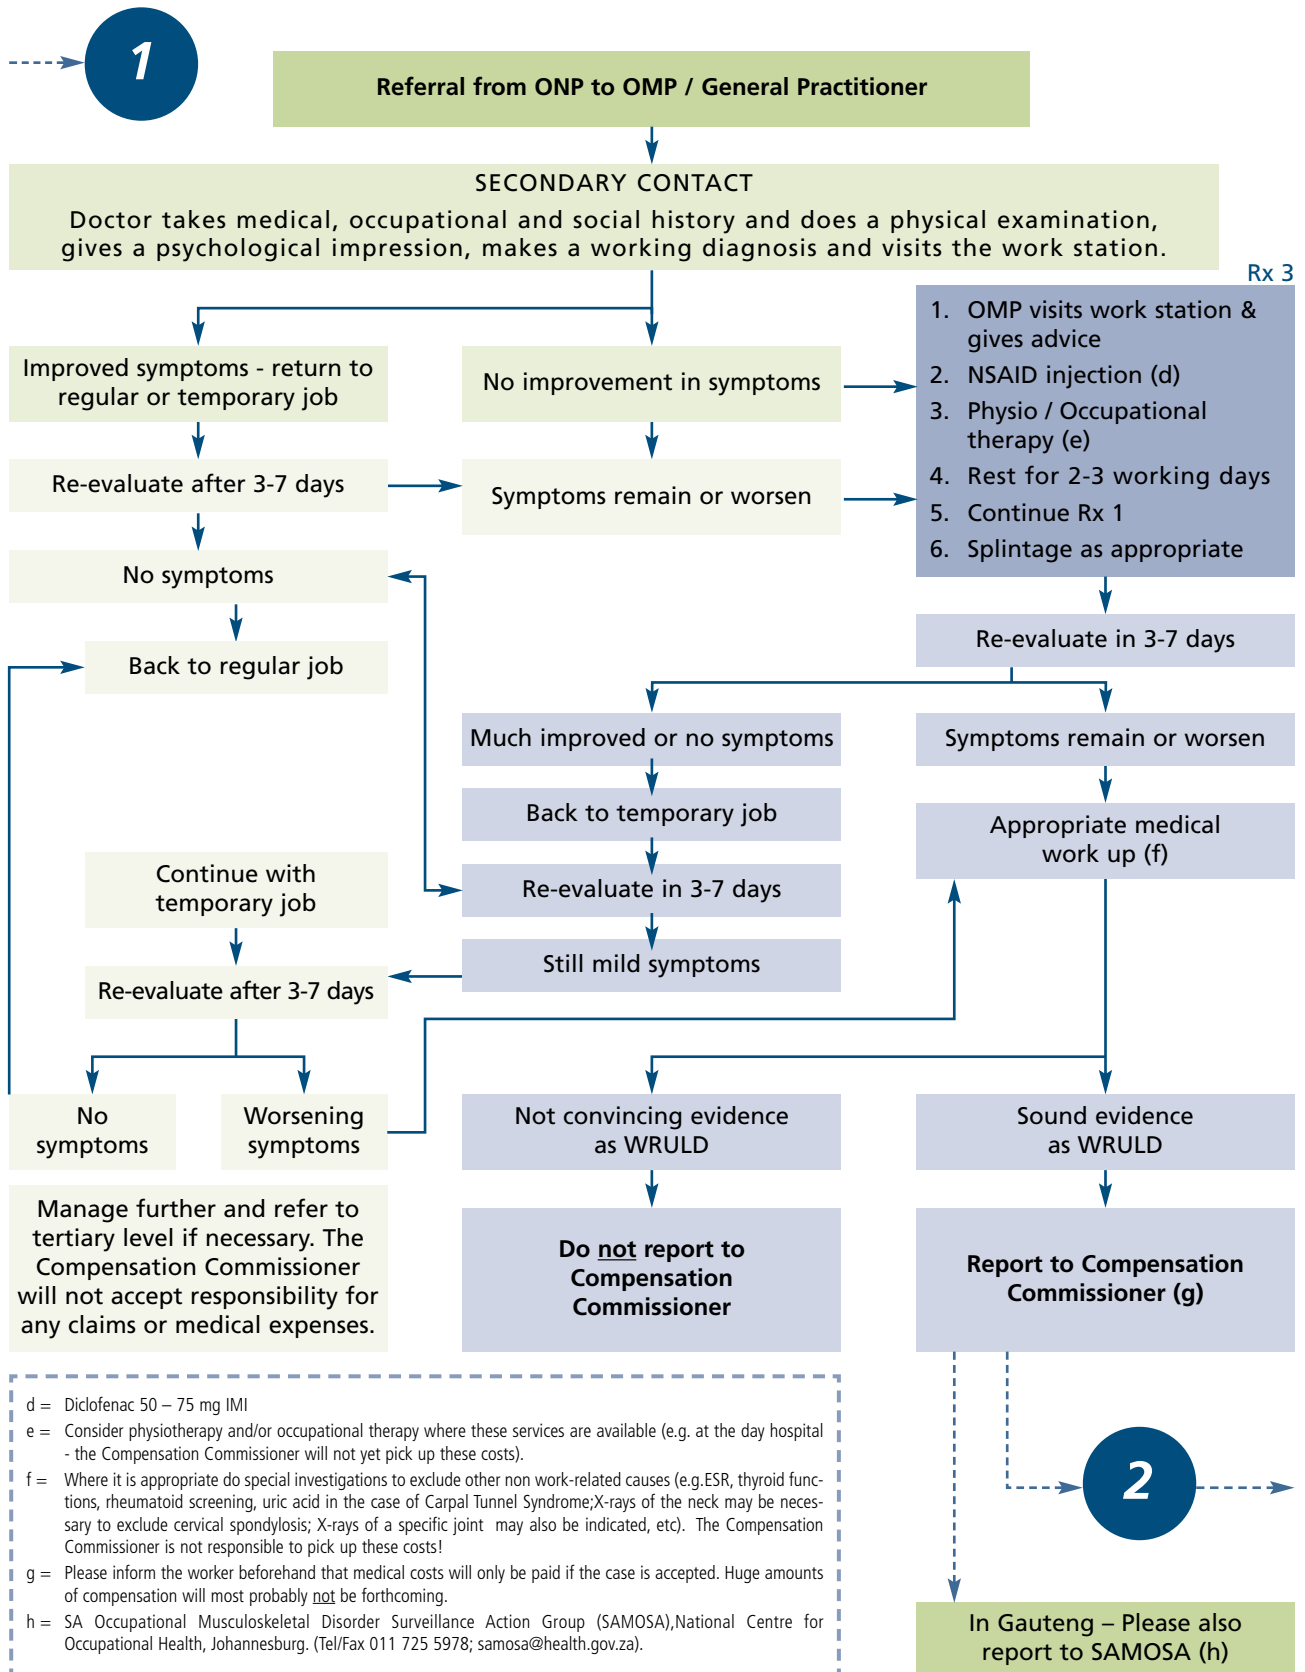 1
Referral from ONP to OMP / General Practitioner
SECONDARY CONTACT
Doctor takes medical, occupational and social history and does a physical examination,
gives a psychological impression, makes a working diagnosis and visits the work station.
Rx 3
1. OMP visits work station &
gives advice
2. NSAID injection (d)
3. Physio / Occupational
therapy (e)
4. Rest for 2-3 working days
5. Continue Rx 1
6. Splintage as appropriate
Improved symptoms - return to
regular or temporary job
No improvement in symptoms
Re-evaluate after 3-7 days
Symptoms remain or worsen
No symptoms
Back to regular job
Re-evaluate in 3-7 days
Much improved or no symptoms
Symptoms remain or worsen
Back to temporary job
Appropriate medical
work up (f)
Continue with
temporary job
Re-evaluate in 3-7 days
Still mild symptoms
Re-evaluate after 3-7 days
No
symptoms
Worsening
symptoms
Not convincing evidence
as WRULD
Sound evidence
as WRULD
Manage further and refer to
tertiary level if necessary. The
Compensation Commissioner
will not accept responsibility for
any claims or medical expenses.
Do not report to
Compensation
Commissioner
Report to Compensation
Commissioner (g)
d = Diclofenac 50 – 75 mg IMI
e = Consider physiotherapy and/or occupational therapy where these services are available (e.g. at the day hospital
- the Compensation Commissioner will not yet pick up these costs).
f = Where it is appropriate do special investigations to exclude other non work-related causes (e.g.ESR, thyroid func-
tions, rheumatoid screening, uric acid in the case of Carpal Tunnel Syndrome;X-rays of the neck may be neces-
sary to exclude cervical spondylosis; X-rays of a specific joint may also be indicated, etc). The Compensation
Commissioner is not responsible to pick up these costs!
g = Please inform the worker beforehand that medical costs will only be paid if the case is accepted. Huge amounts
of compensation will most probably not be forthcoming.
h = SA Occupational Musculoskeletal Disorder Surveillance Action Group (SAMOSA),National Centre for
Occupational Health, Johannesburg. (Tel/Fax 011 725 5978; samosa@health.gov.za).
2
In Gauteng – Please also
report to SAMOSA (h)